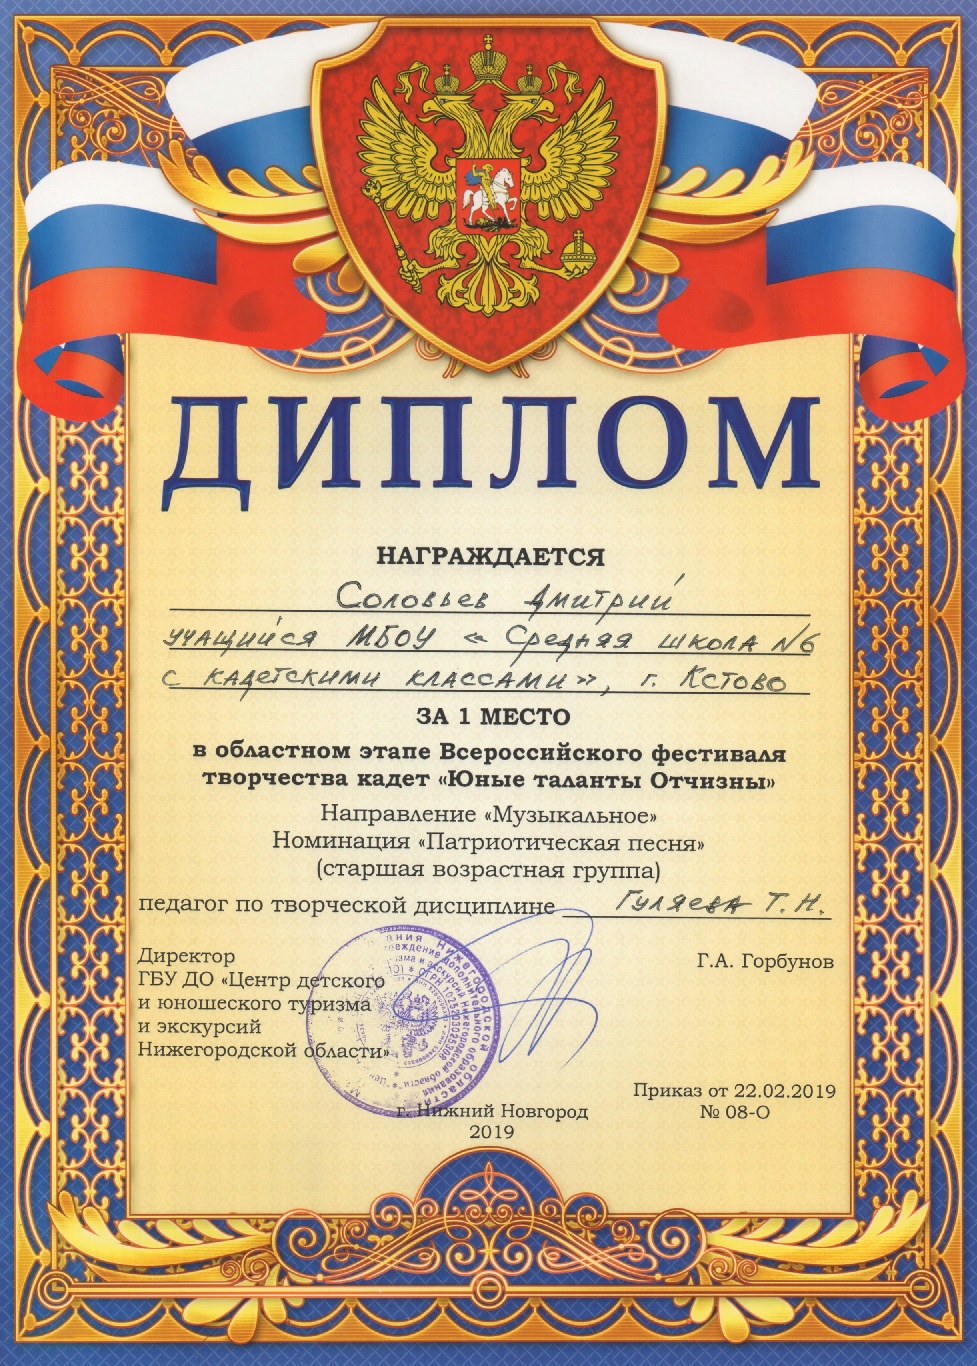 ДИПЛОМ
НАГРАЖДАЕТСЯ
Соловьев Дмитрий
учащийся МБОУ «Средняя школа №6
с кадетскими классами», г. Кстово
ЗА 1 МЕСТО
в областном этапе Всероссийского фестиваля
творчества кадет «Юные таланты Отчизны»
Направление «Музыкальное»
Номинация «Патриотическая песня»
(старшая возрастная группа)
педагог по творческой дисциплине Гуляева Т.Н.
Директор
ГБУ ДО «Центр детского
и юношеского туризма
и экскурсий
Нижегородской области»
Г.А. Горбунов
Приказ от 22.02.2019
№ 08-О
г. Нижний Новгород
2019